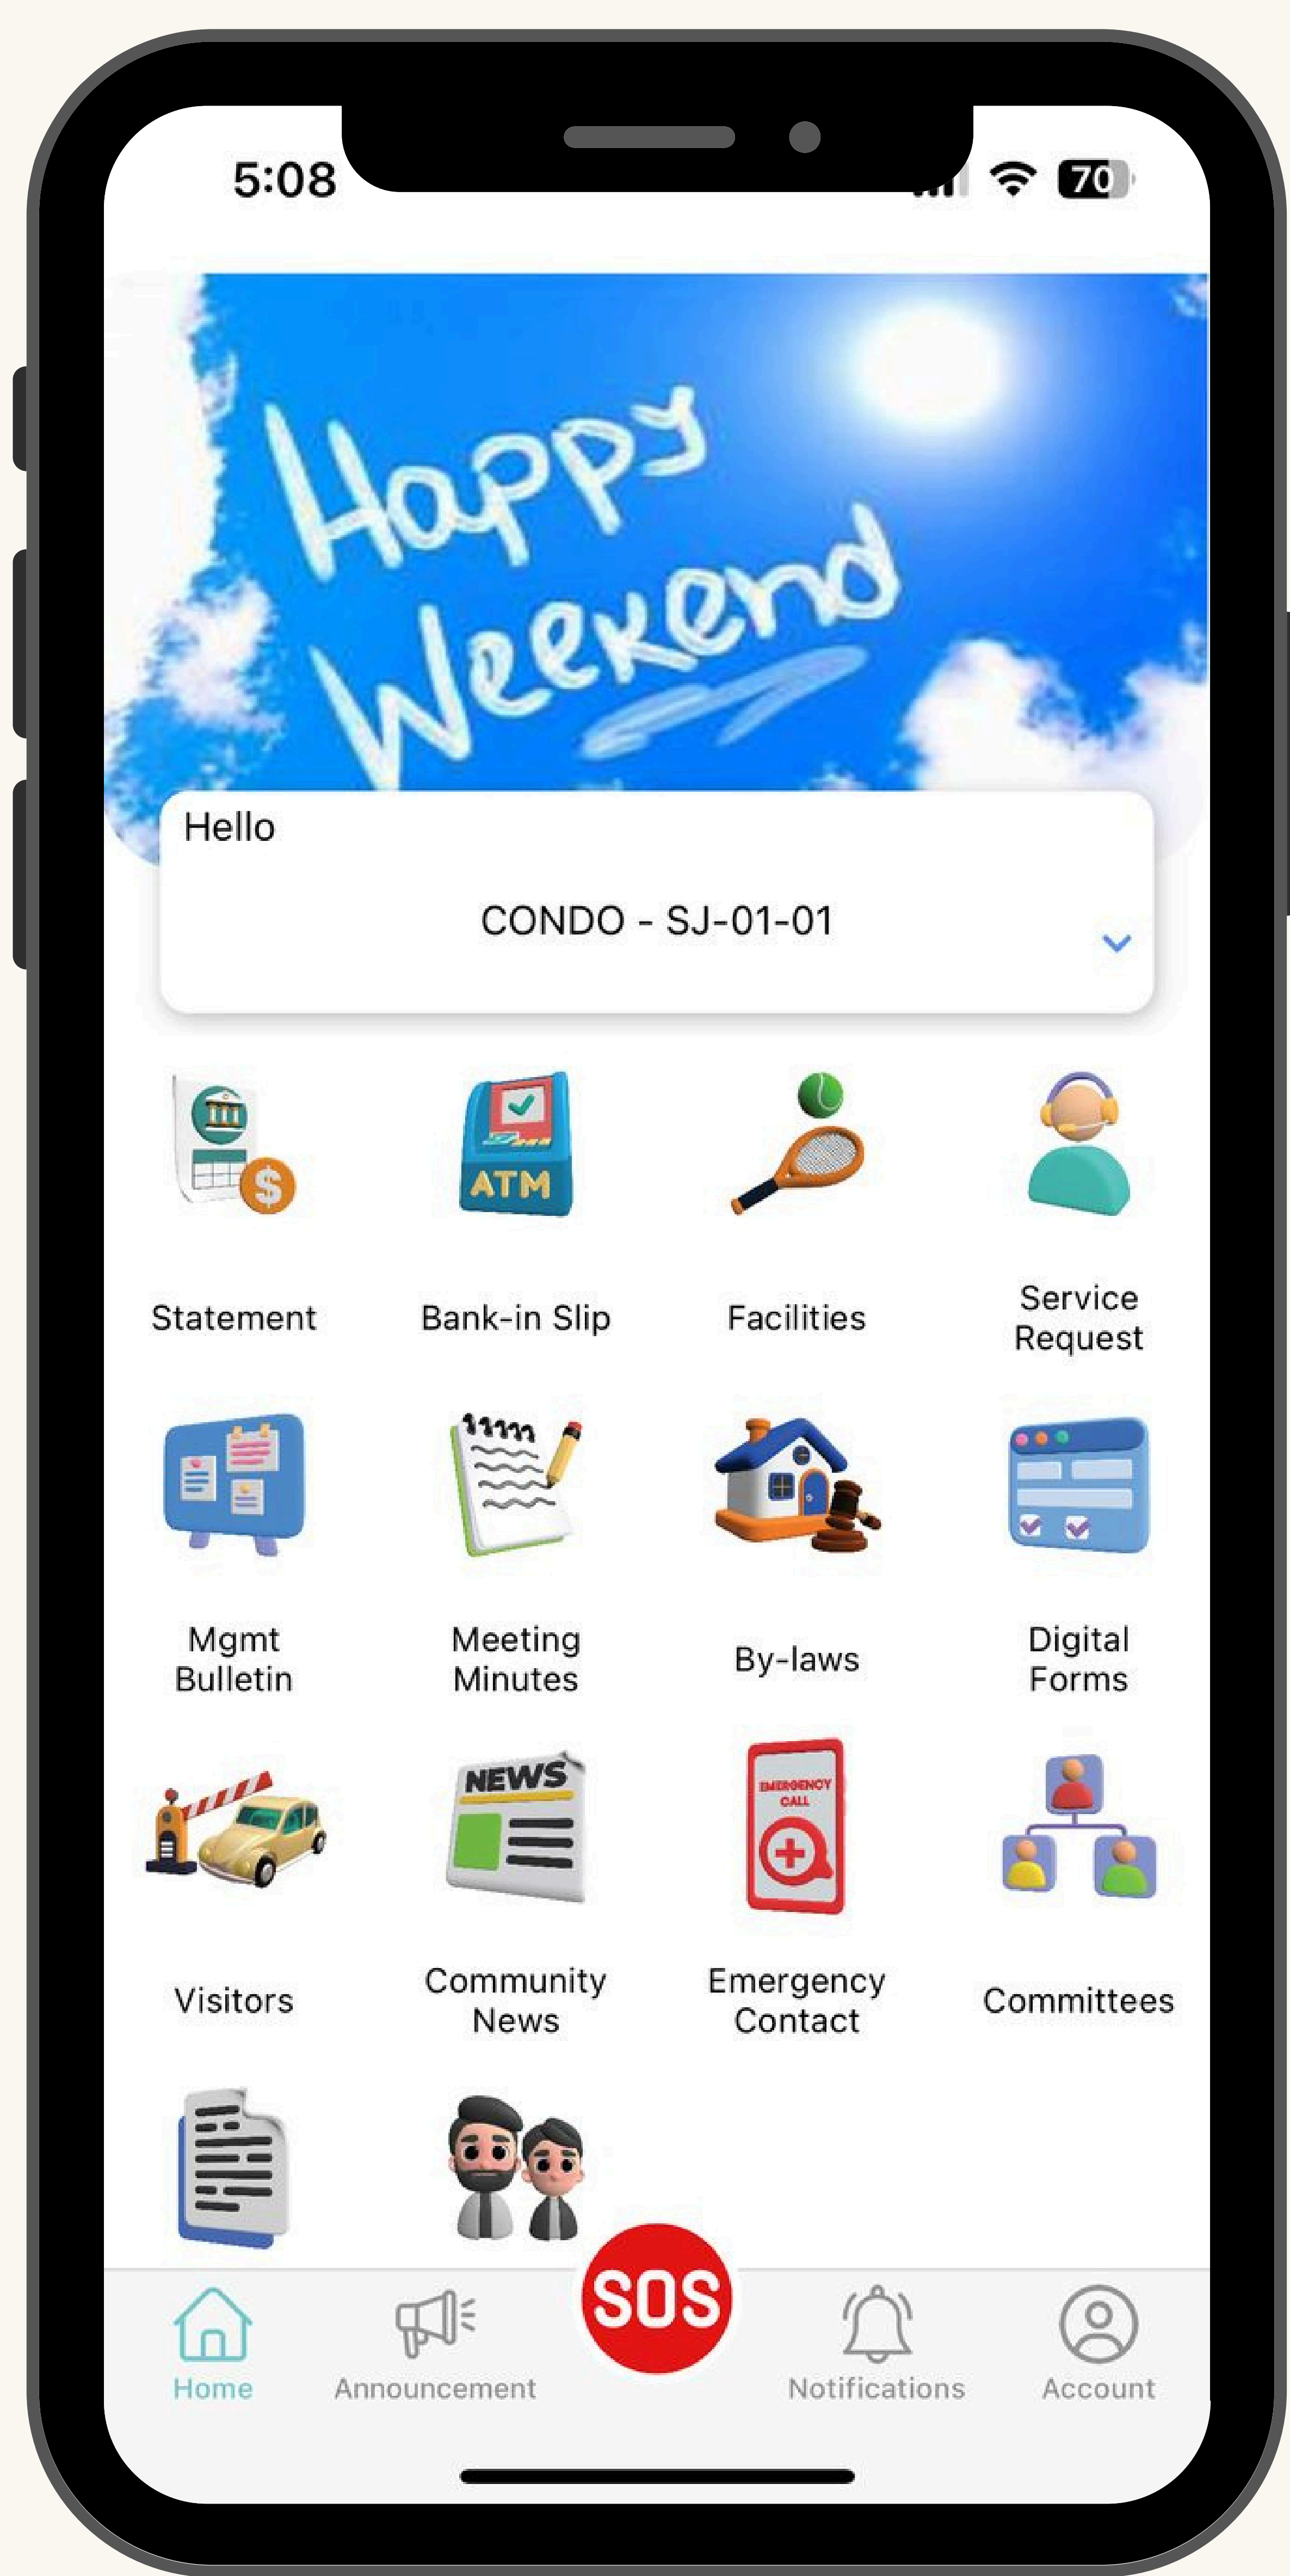 5:08
70
Happy
Weekend
Hello
CONDO - SJ-01-01
ATM
Statement
Bank-in Slip
Facilities
Service
Request
Mgmt
Bulletin
Meeting
Minutes
By-laws
Digital
Forms
NEWS
EMERGENCY
CALL
Visitors
Community
News
Emergency
Contact
Committees
SOS
Home
Announcement
Notifications
Account